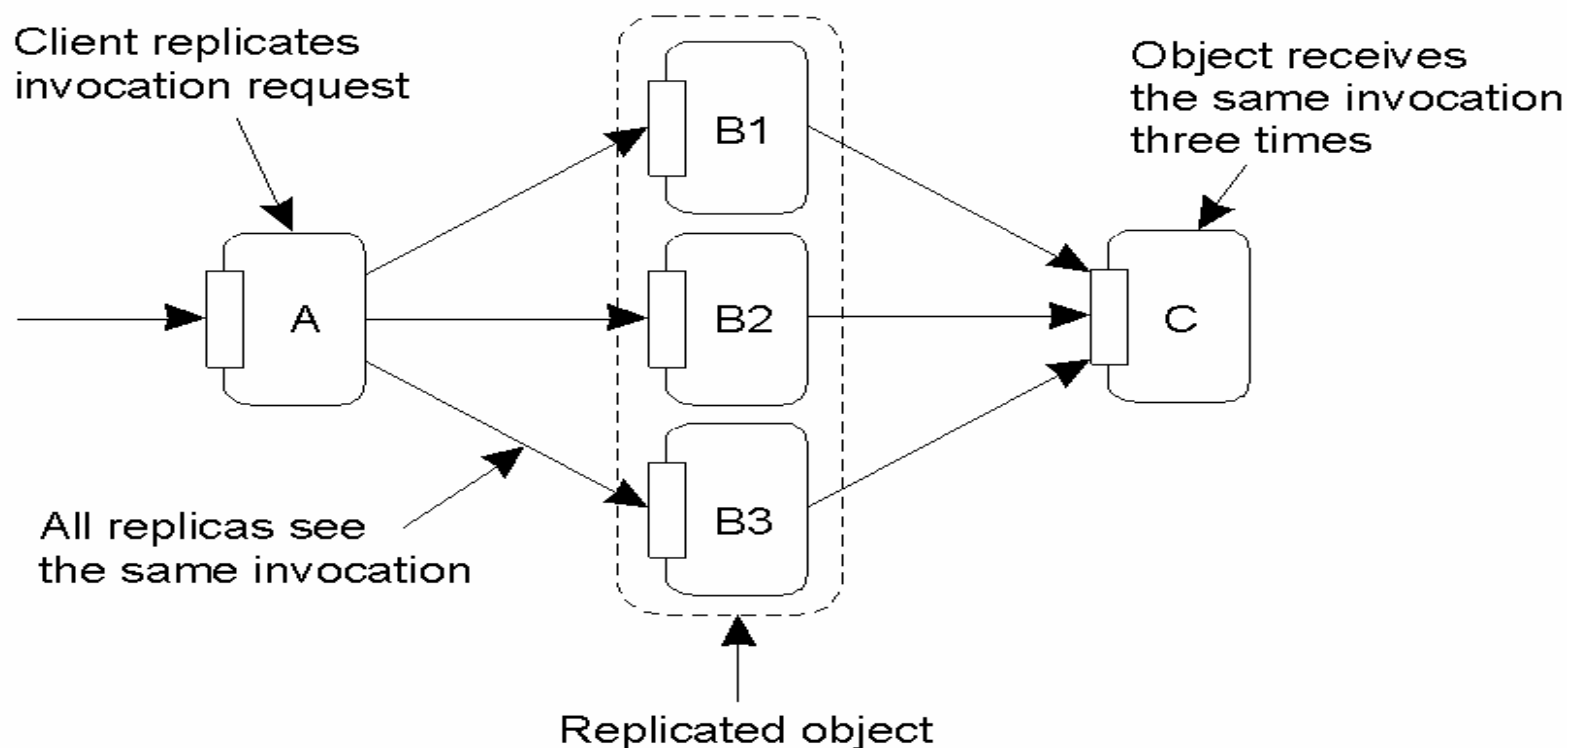 Client replicates
invocation request
Object receives
the same invocation
three times
B1
A
B2
C
B3
All replicas see
the same invocation
Replicated object